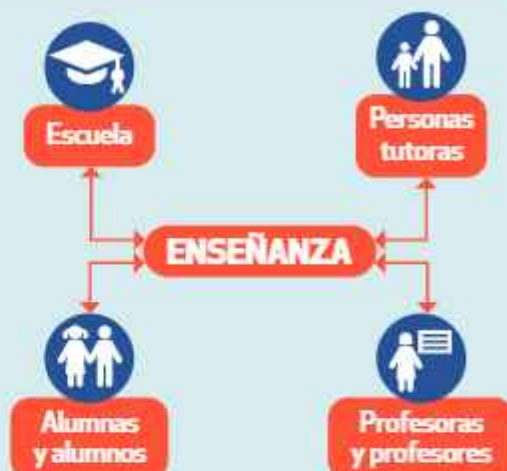 Escuela
Personas
tutoras
ENSEÑANZA
Alumnas
y alumnos
Profesoras
y profesores